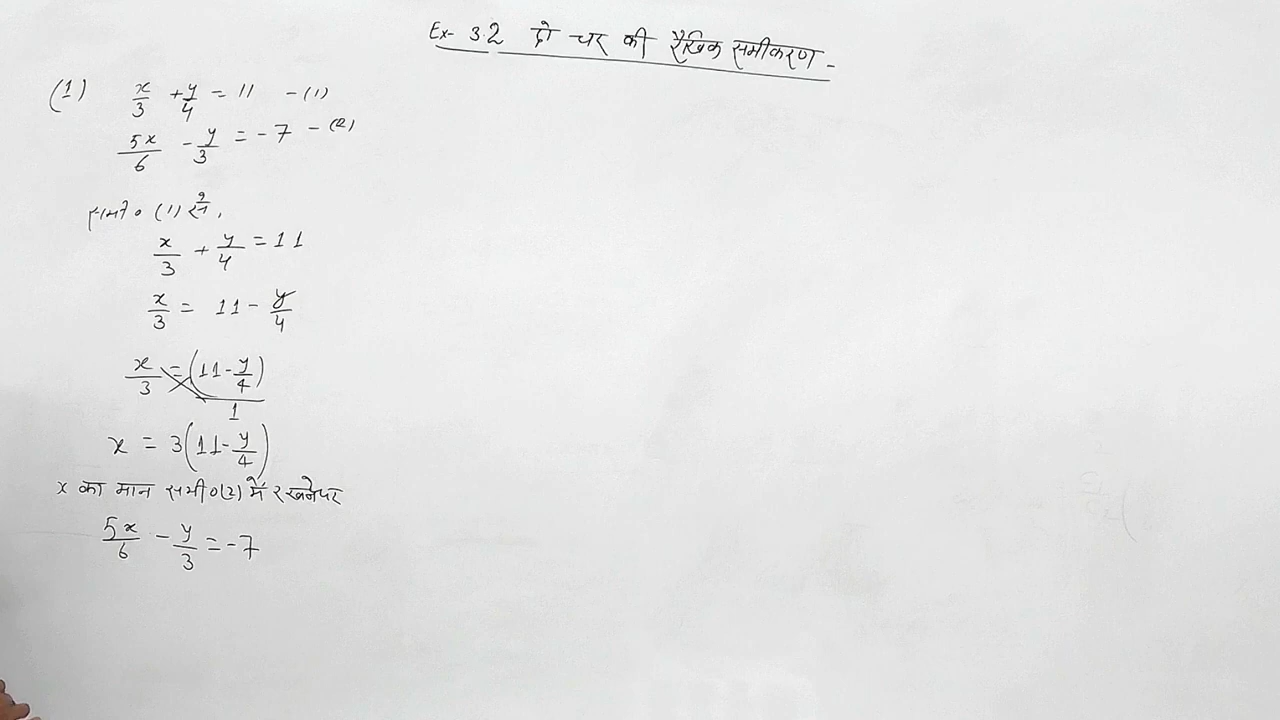 Ex- 3.2 दो चर की रैखिक समीकरण -
(1) x/3 + y/4 = 11 - (1)
5x/6 - y/3 = -7 - (2)
समी० (1) से,
x/3 + y/4 = 11
x/3 = 11 - y/4
x/3 = (11 - y/4)/1
x = 3(11 - y/4)
x का मान समी० (2) में रखने पर
5x/6 - y/3 = -7